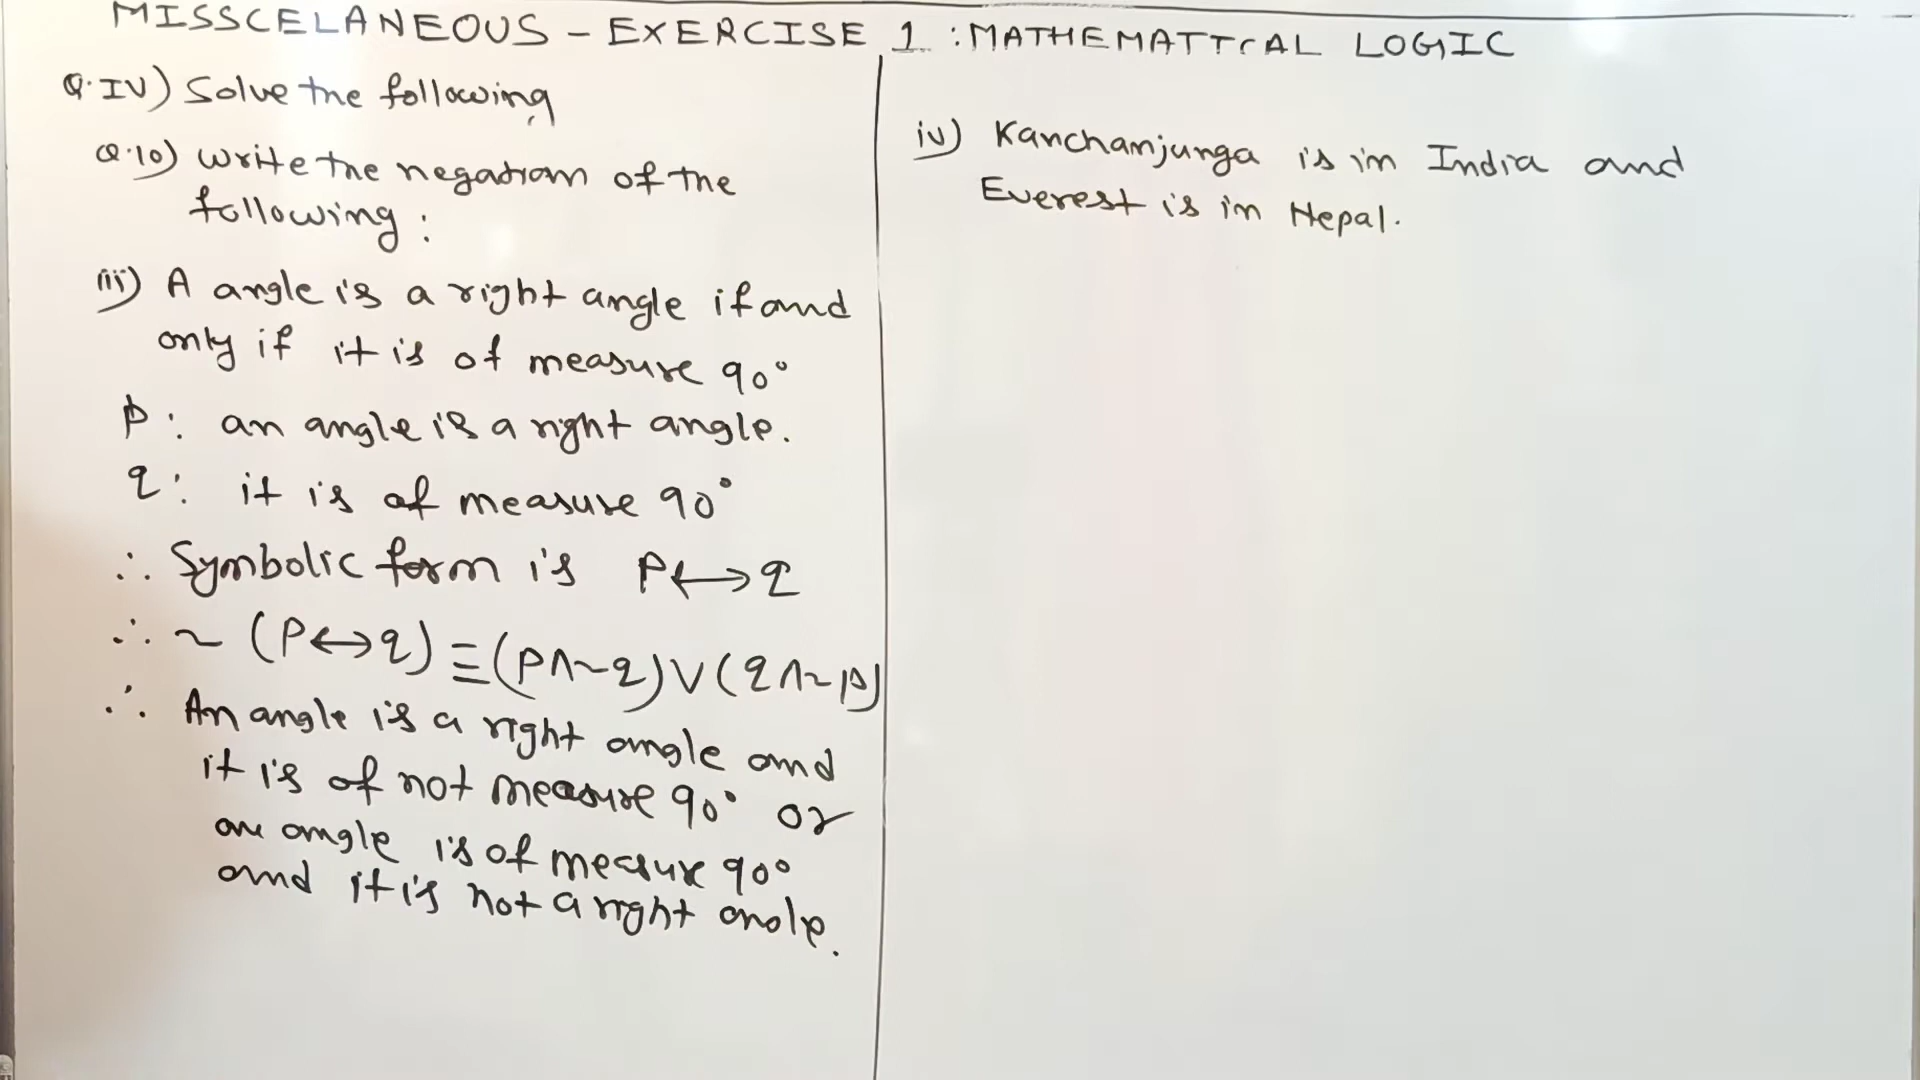 MISSCELANEOUS - EXERCISE 1 : MATHEMATICAL LOGIC
Q.IV) Solve the following
Q.10) Write the negation of the
following :
iii) A angle is a right angle if and
only if it is of measure 90°
p : an angle is a right angle.
q : it is of measure 90°
∴ Symbolic form is P ↔ q
∴ ~ (P ↔ q) ≡ (p ∧ ~ q) ∨ (q ∧ ~ p)
∴ An angle is a right angle and
it is of not measure 90° or
an angle is of measure 90°
and it is not a right angle.
iv) Kanchanjunga is in India and
Everest is in Nepal.